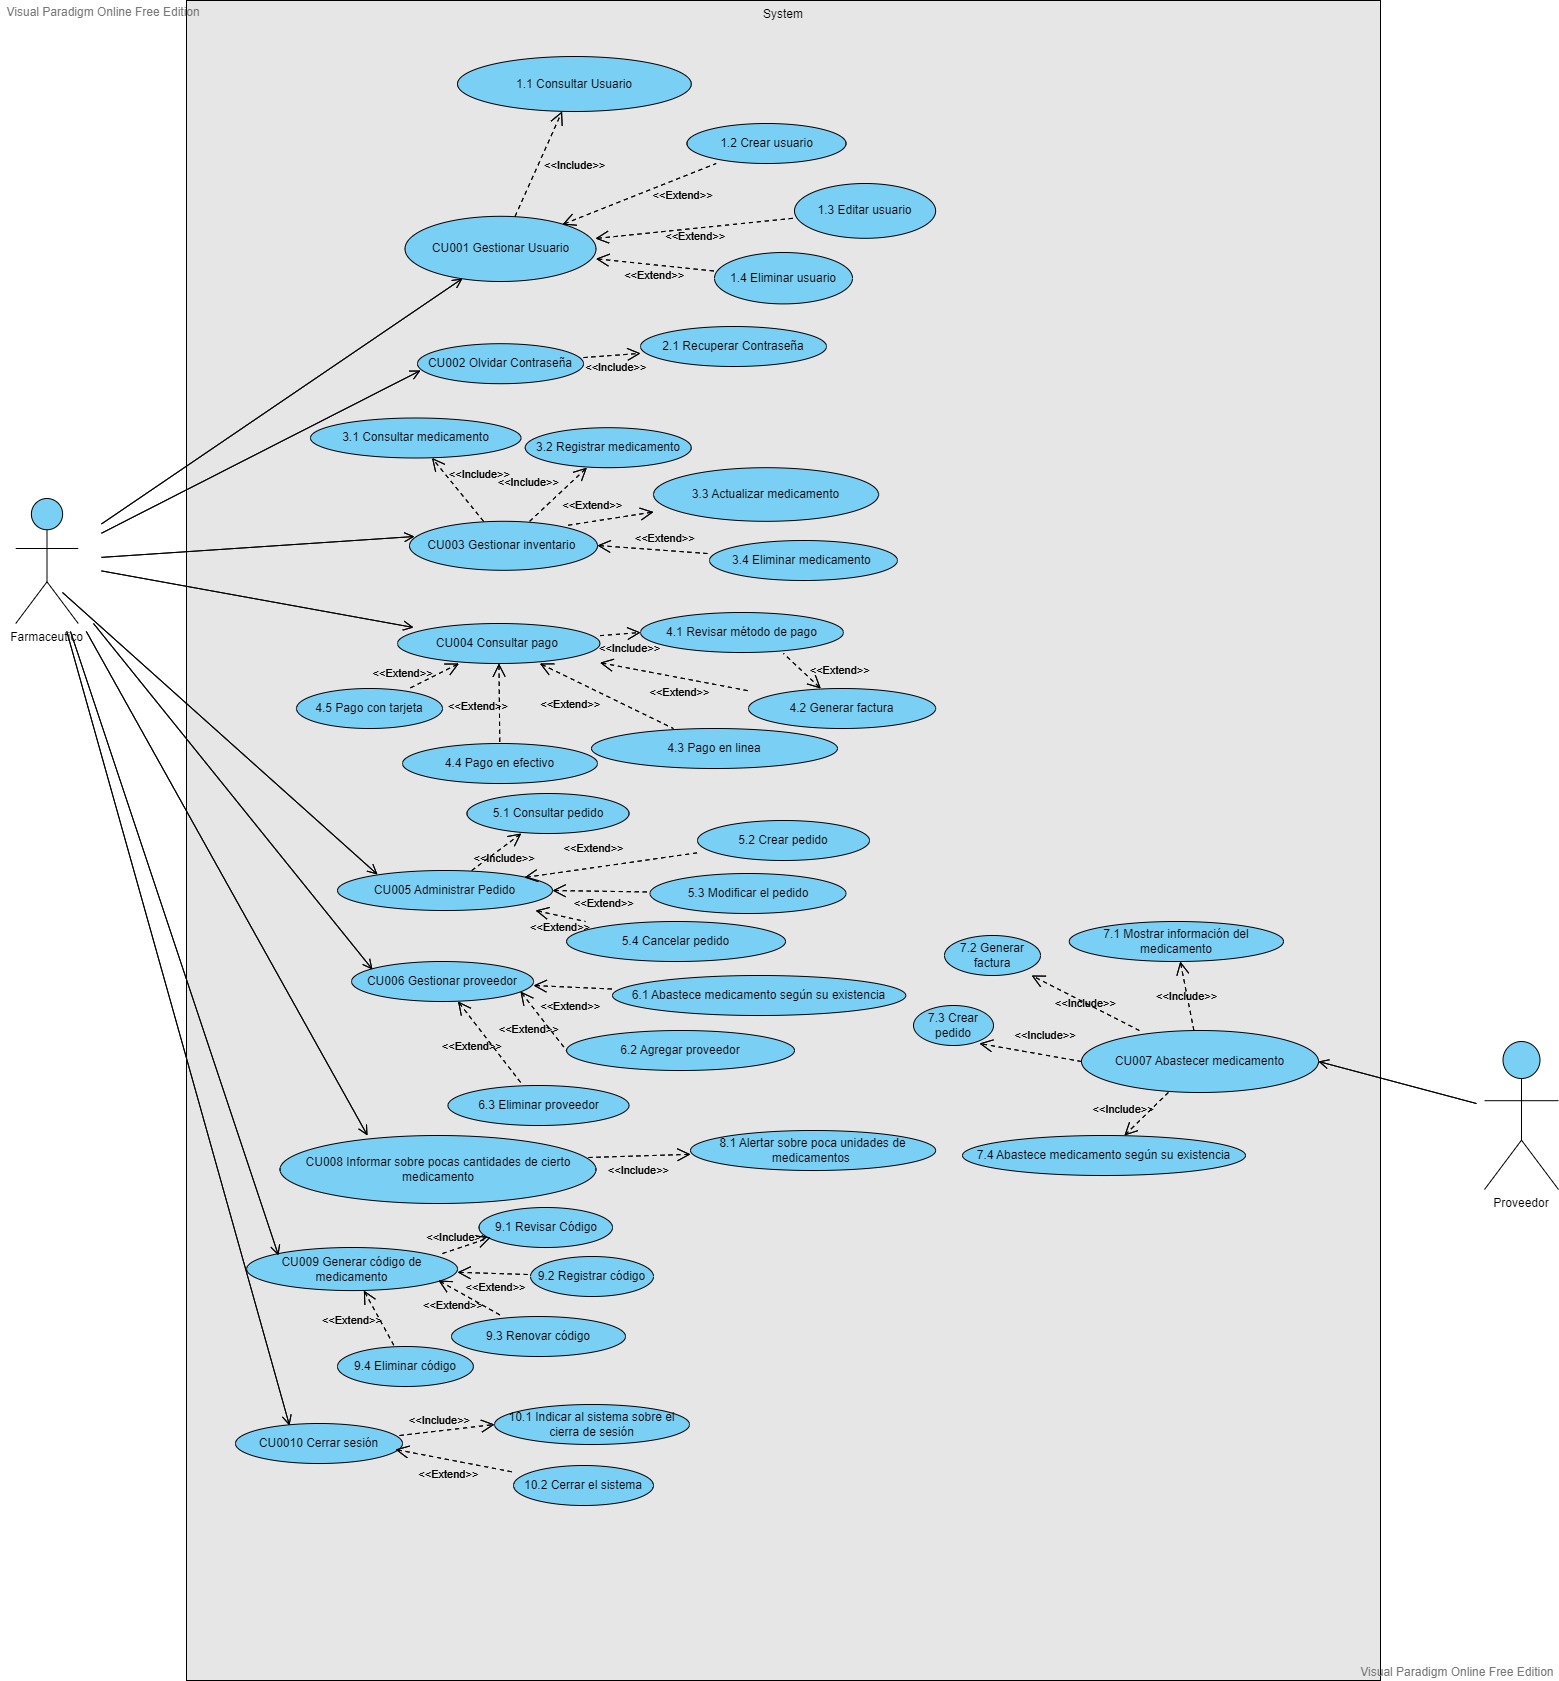 Visual Paradigm Online Free Edition
System
1.1 Consultar Usuario
1.2 Crear usuario
<<Include>>
<<Extend>>
1.3 Editar usuario
<<Extend>>
CU001 Gestionar Usuario
<<Extend>>
1.4 Eliminar usuario
2.1 Recuperar Contraseña
CU002 Olvidar Contraseña
<<Include>>
3.1 Consultar medicamento
3.2 Registrar medicamento
<<Include>>
<<Include>>
3.3 Actualizar medicamento
<<Extend>>
<<Extend>>
CU003 Gestionar inventario
3.4 Eliminar medicamento
Farmaceutico
4.1 Revisar método de pago
CU004 Consultar pago
<<Include>>
<<Extend>>
<<Extend>>
<<Extend>>
<<Extend>>
<<Extend>>
4.5 Pago con tarjeta
4.2 Generar factura
4.3 Pago en linea
4.4 Pago en efectivo
5.1 Consultar pedido
5.2 Crear pedido
<<Extend>>
<<Include>>
CU005 Administrar Pedido
5.3 Modificar el pedido
<<Extend>>
<<Extend>>
5.4 Cancelar pedido
7.1 Mostrar información del
medicamento
7.2 Generar
factura
CU006 Gestionar proveedor
6.1 Abastece medicamento según su existencia
<<Include>>
<<Include>>
<<Extend>>
<<Extend>>
<<Extend>>
7.3 Crear
pedido
<<Include>>
6.2 Agregar proveedor
CU007 Abastecer medicamento
6.3 Eliminar proveedor
<<Include>>
8.1 Alertar sobre poca unidades de
medicamentos
7.4 Abastece medicamento según su existencia
CU008 Informar sobre pocas cantidades de cierto
medicamento
<<Include>>
Proveedor
9.1 Revisar Código
<<Include>>
CU009 Generar código de
medicamento
9.2 Registrar código
<<Extend>>
<<Extend>>
<<Extend>>
9.3 Renovar código
9.4 Eliminar código
<<Include>>
10.1 Indicar al sistema sobre el
cierra de sesión
CU0010 Cerrar sesión
<<Extend>>
10.2 Cerrar el sistema
Visual Paradigm Online Free Edition